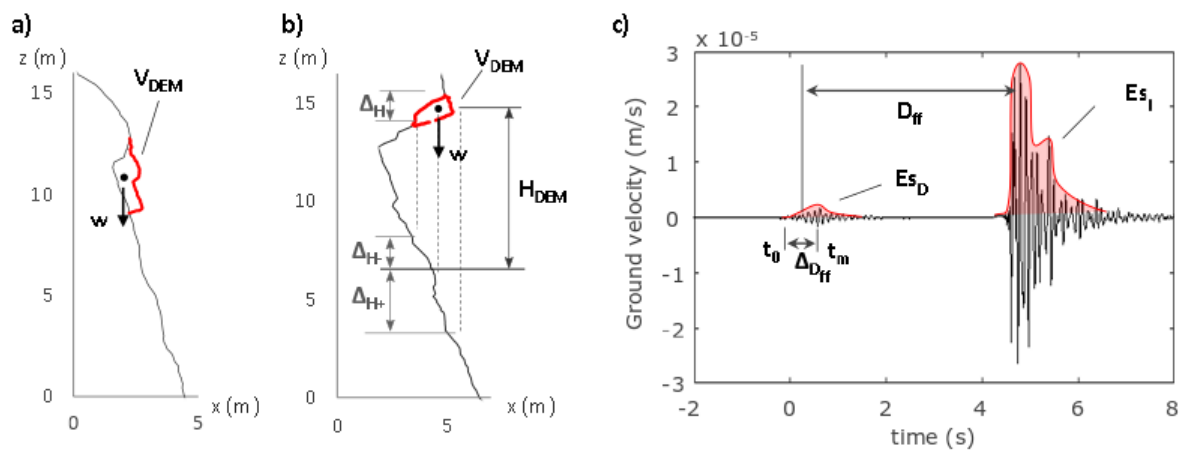 a)
z (m)
V_DEM
15
10
5
0
w
x (m)
5
b)
z (m)
V_DEM
15
Δ_H
w
H_DEM
10
Δ_H-
Δ_H+
5
0
0
x (m)
5
c)
x 10⁻⁵
3
2
1
0
-1
-2
-3
Ground velocity (m/s)
D_ff
Es_I
Es_D
t_0
t_m
Δ_D_ff
-2
0
2
4
6
8
time (s)